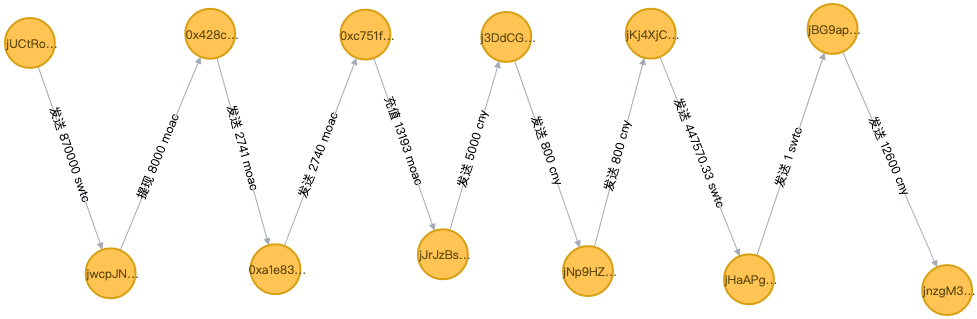 jUCtRo...
发送 870000 swtc
jwcpJN...
提现 8000 moac
0x428c...
发送 2741 moac
0xa1e83...
发送 2740 moac
0xc751f...
充值 13193 moac
jJrJzBs...
发送 5000 cny
j3DdCG...
发送 800 cny
jNp9HZ...
发送 800 cny
jKj4XjC...
发送 447570.33 swtc
jHaAPg...
发送 1 swtc
jBG9ap...
发送 12600 cny
jnzgM3...